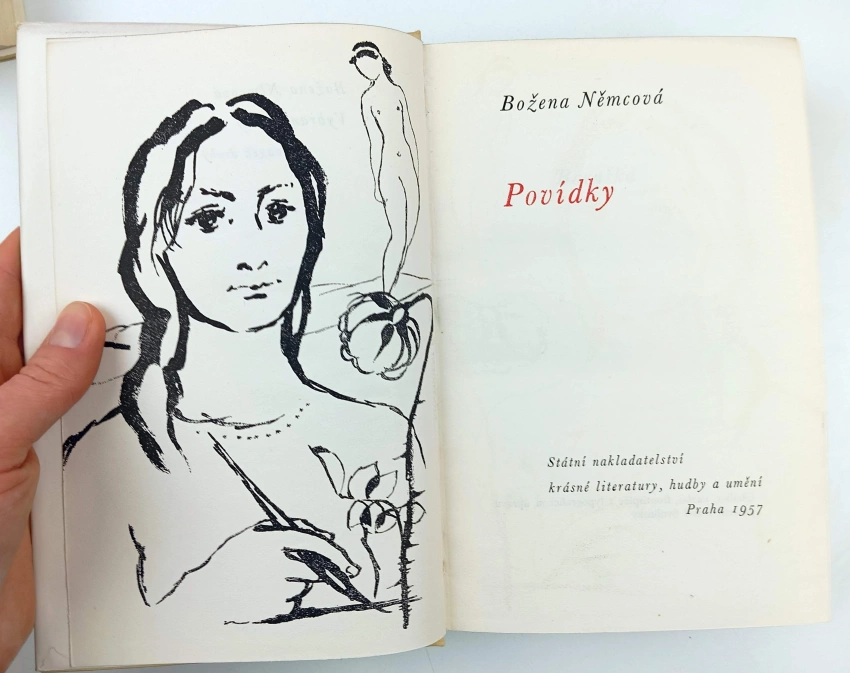 Božena Němcová
Povídky
Státní nakladatelství
krásné literatury, hudby a umění
Praha 1957